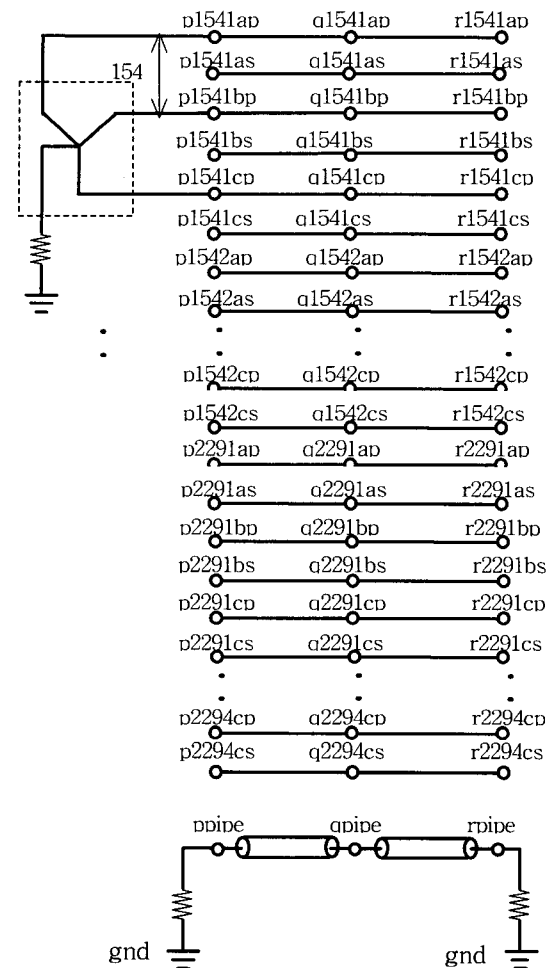 p1541ap q1541ap r1541ap
154
p1541as q1541as r1541as
p1541bp q1541bp r1541bp
p1541bs q1541bs r1541bs
p1541cp q1541cp r1541cp
p1541cs q1541cs r1541cs
p1542ap q1542ap r1542ap
p1542as q1542as r1542as
p1542cp q1542cp r1542cp
p1542cs q1542cs r1542cs
p2291ap q2291ap r2291ap
p2291as q2291as r2291as
p2291bp q2291bp r2291bp
p2291bs q2291bs r2291bs
p2291cp q2291cp r2291cp
p2291cs q2291cs r2291cs
p2294cp q2294cp r2294cp
p2294cs q2294cs r2294cs
ppipe qpipe rpipe
gnd gnd